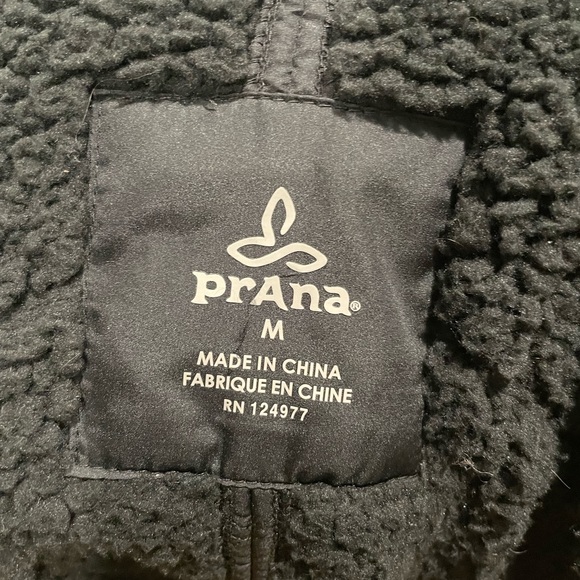 prAna®
M
MADE IN CHINA
FABRIQUE EN CHINE
RN 124977